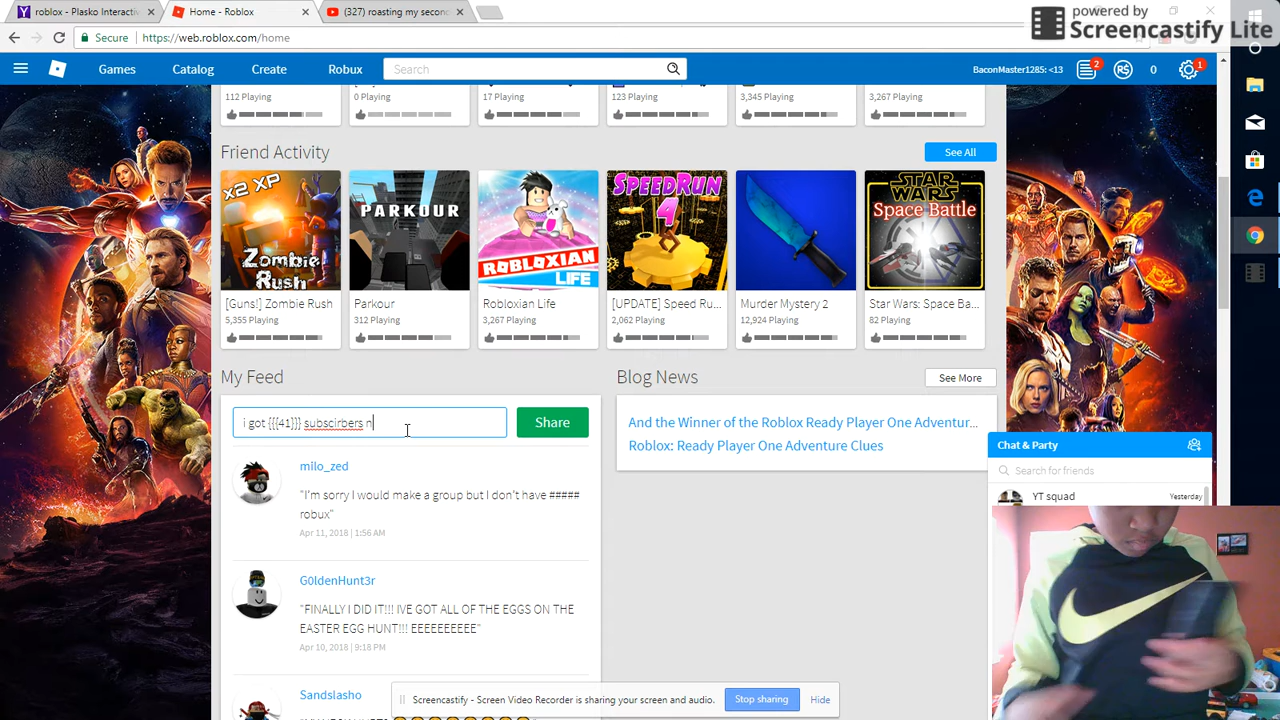 powered by
Screencastify Lite
roblox - Plasko Interactiv
Home - Roblox
(327) roasting my second
Secure
https://web.roblox.com/home
Games
Catalog
Create
Robux
Search
BaconMaster1285: <13
2
R$
0
1
112 Playing
0 Playing
17 Playing
123 Playing
3,345 Playing
3,267 Playing
Friend Activity
See All
x2 XP
Zombie
Rush
PARKOUR
ROBLOXIAN
LIFE
SPEEDRUN
4
STAR
WARS
Space Battle
[Guns!] Zombie Rush
Parkour
Robloxian Life
[UPDATE] Speed Ru...
Murder Mystery 2
Star Wars: Space Ba...
5,355 Playing
312 Playing
3,267 Playing
2,062 Playing
12,924 Playing
82 Playing
My Feed
Blog News
See More
i got {{{41}}} subscirbers n
Share
And the Winner of the Roblox Ready Player One Adventur...
Roblox: Ready Player One Adventure Clues
milo_zed
"I'm sorry I would make a group but I don't have #####
robux"
Apr 11, 2018 | 1:56 AM
G0ldenHunt3r
"FINALLY I DID IT!!! IVE GOT ALL OF THE EGGS ON THE
EASTER EGG HUNT!!! EEEEEEEEEE"
Apr 10, 2018 | 9:18 PM
Sandslasho
Chat & Party
Search for friends
YT squad
Yesterday
Screencastify - Screen Video Recorder is sharing your screen and audio.
Stop sharing
Hide